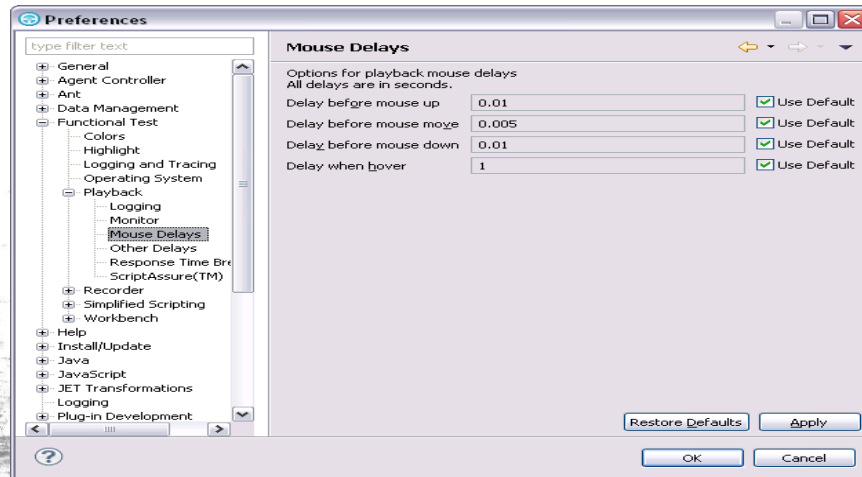 Preferences
type filter text
General
Agent Controller
Ant
Data Management
Functional Test
Colors
Highlight
Logging and Tracing
Operating System
Playback
Logging
Monitor
Mouse Delays
Other Delays
Response Time Bre
ScriptAssure(TM)
Recorder
Simplified Scripting
Workbench
Help
Install/Update
Java
JavaScript
JET Transformations
Logging
Plug-in Development
Mouse Delays
Options for playback mouse delays
All delays are in seconds.
Delay before mouse up 0.01 Use Default
Delay before mouse move 0.005 Use Default
Delay before mouse down 0.01 Use Default
Delay when hover 1 Use Default
Restore Defaults Apply
? OK Cancel